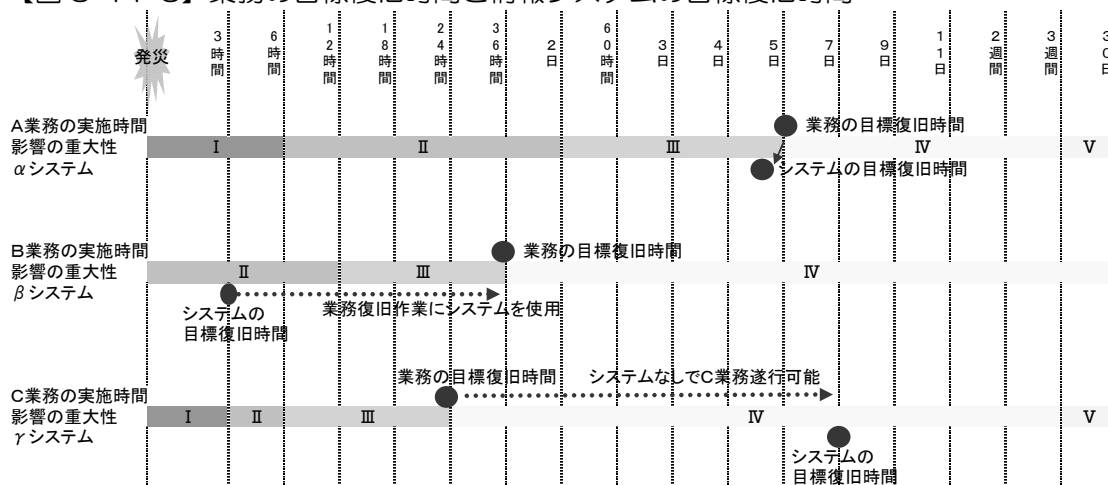 【図3-11-3】業務の目標復旧時間と情報システムの目標復旧時間
発災
3時間
6時間
12時間
18時間
24時間
36時間
2日
60時間
3日
4日
5日
7日
9日
11日
2週間
3週間
30日
A業務の実施時間
業務の目標復旧時間
影響の重大性
Ⅰ
Ⅱ
Ⅲ
Ⅳ
Ⅴ
αシステム
システムの目標復旧時間
B業務の実施時間
業務の目標復旧時間
影響の重大性
Ⅱ
Ⅲ
Ⅳ
βシステム
システムの
目標復旧時間
業務復旧作業にシステムを使用
業務の目標復旧時間
システムなしでC業務遂行可能
C業務の実施時間
影響の重大性
Ⅰ
Ⅱ
Ⅲ
Ⅳ
Ⅴ
γシステム
システムの
目標復旧時間